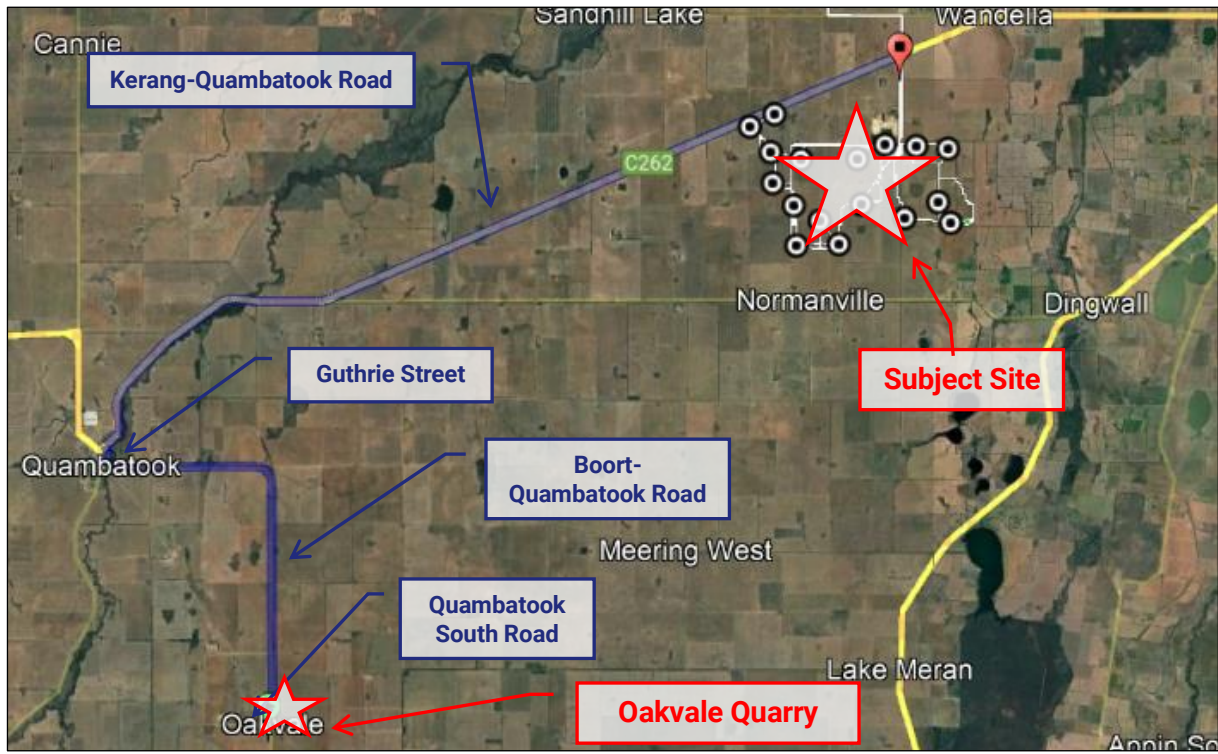 Sandhill Lake
Wandella
Cannie
Kerang-Quambatook Road
C262
Normanville
Dingwall
Guthrie Street
Subject Site
Quambatook
Boort-
Quambatook Road
Meering West
Quambatook
South Road
Lake Meran
Oakvale
Oakvale Quarry